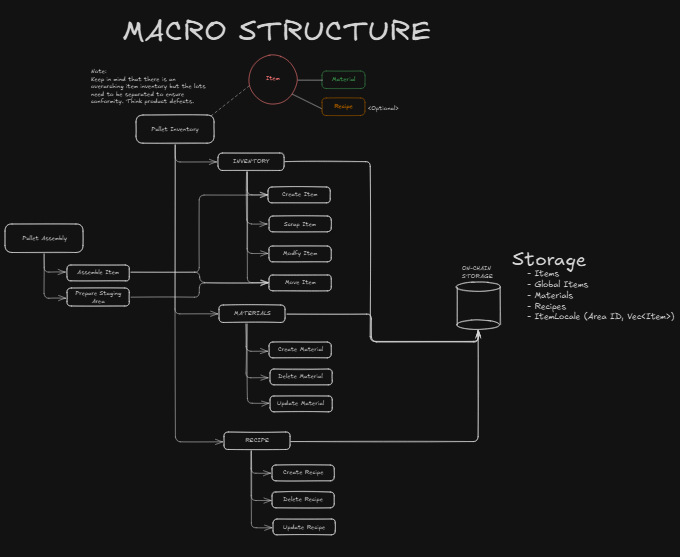 MACRO STRUCTURE
Note:
Keep in mind that there is an
overarching item inventory but the lots
need to be separated to ensure
conformity. Think product defects.
Item
Material
Recipe
<Optional>
Pallet Inventory
INVENTORY
Create Item
Scrap Item
Modify Item
Move Item
Pallet Assembly
Assemble Item
Prepare Staging
Area
MATERIALS
Create Material
Delete Material
Update Material
RECIPE
Create Recipe
Delete Recipe
Update Recipe
ON-CHAIN
STORAGE
Storage
- Items
- Global Items
- Materials
- Recipes
- ItemLocale (Area ID, Vec<Item>)